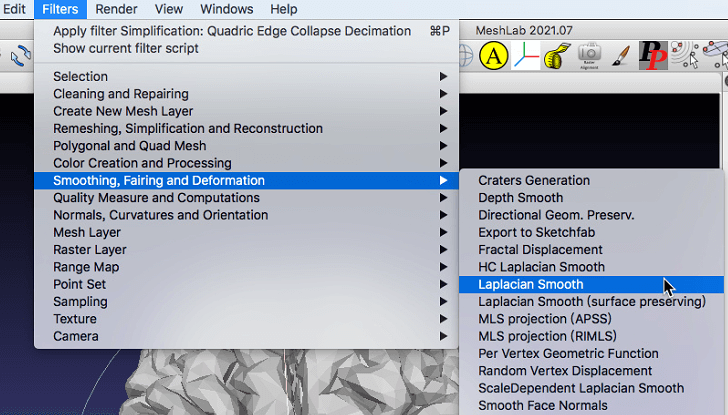 Edit Filters Render View Windows Help
Apply filter Simplification: Quadric Edge Collapse Decimation ⌘P
MeshLab 2021.07
Show current filter script
A
PP
Raster
Alignment
Selection
Cleaning and Repairing
Create New Mesh Layer
Remeshing, Simplification and Reconstruction
Polygonal and Quad Mesh
Color Creation and Processing
Smoothing, Fairing and Deformation
Quality Measure and Computations
Normals, Curvatures and Orientation
Mesh Layer
Raster Layer
Range Map
Point Set
Sampling
Texture
Camera
Craters Generation
Depth Smooth
Directional Geom. Preserv.
Export to Sketchfab
Fractal Displacement
HC Laplacian Smooth
Laplacian Smooth
Laplacian Smooth (surface preserving)
MLS projection (APSS)
MLS projection (RIMLS)
Per Vertex Geometric Function
Random Vertex Displacement
ScaleDependent Laplacian Smooth
Smooth Face Normals